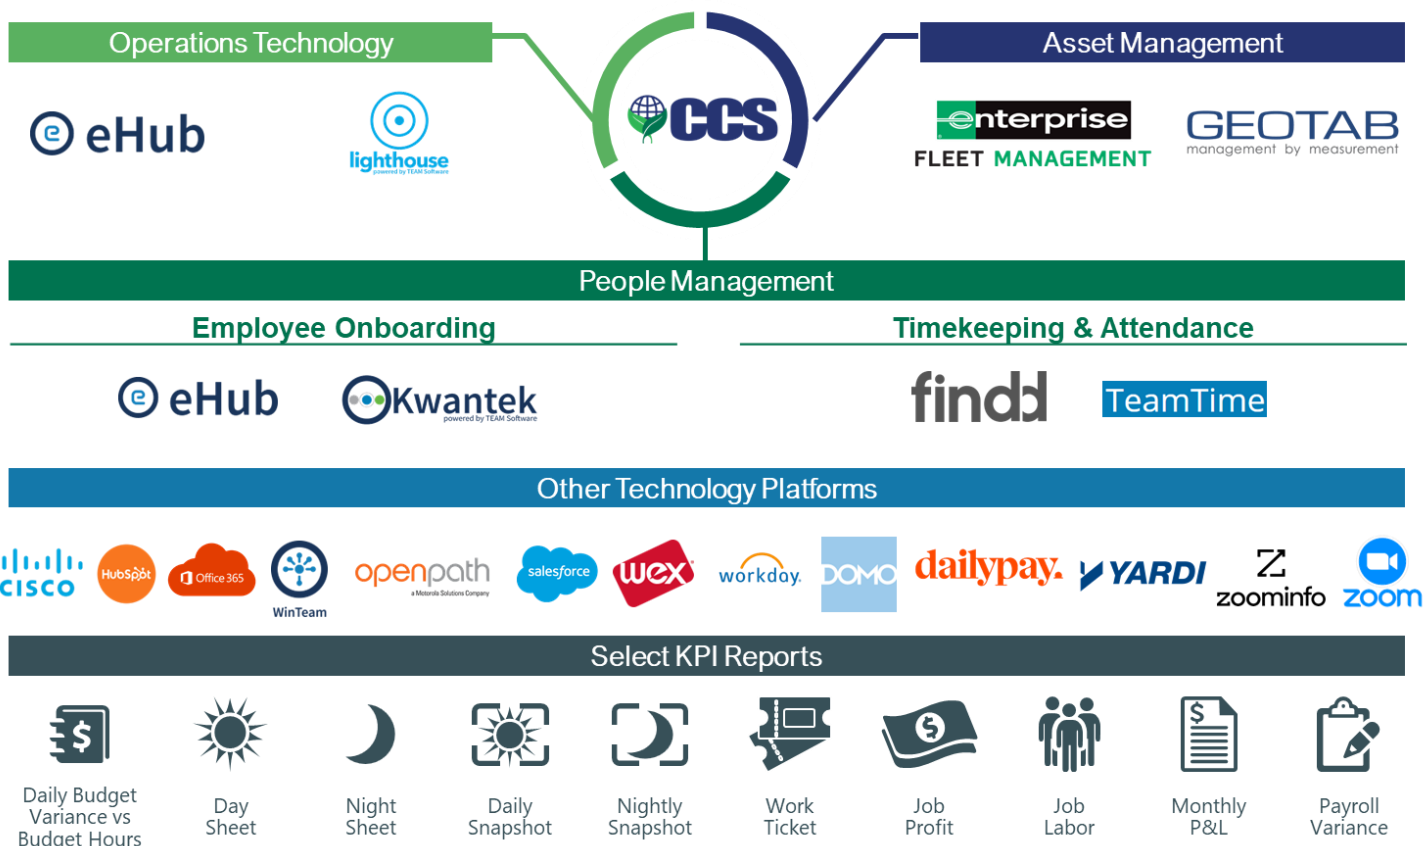 Operations Technology
Asset Management
CCS
e eHub
lighthouse
powered by TEAM Software
enterprise
FLEET MANAGEMENT
GEOTAB
management by measurement
People Management
Employee Onboarding
Timekeeping & Attendance
e eHub
Kwantek
powered by TEAM Software
findd
TeamTime
Other Technology Platforms
CISCO
HubSpot
Office 365
WinTeam
openpath
a Motorola Solutions Company
salesforce
wex
workday.
DOMO
dailypay.
YARDI
zoominfo
zoom
Select KPI Reports
$
Daily Budget
Variance vs
Budget Hours
Day
Sheet
Night
Sheet
Daily
Snapshot
Nightly
Snapshot
Work
Ticket
$
Job
Profit
Job
Labor
$
Monthly
P&L
Payroll
Variance